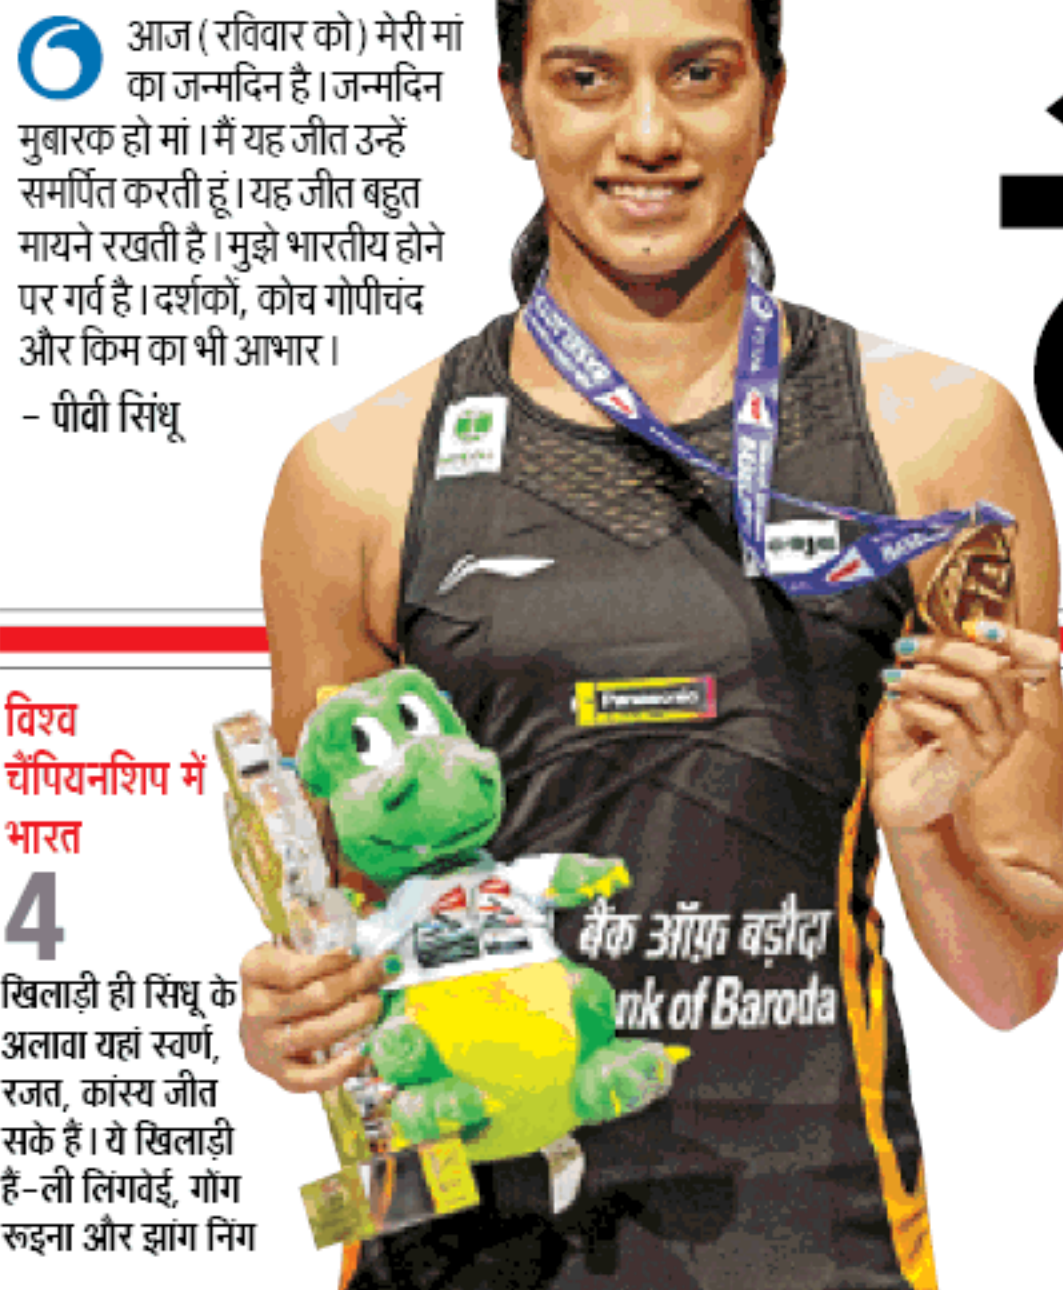 आज ( रविवार को ) मेरी मां
का जन्मदिन है । जन्मदिन
मुबारक हो मां । मैं यह जीत उन्हें
समर्पित करती हूं । यह जीत बहुत
मायने रखती है । मुझे भारतीय होने
पर गर्व है । दर्शकों, कोच गोपीचंद
और किम का भी आभार ।
- पीवी सिंधू
विश्व
चैंपियनशिप में
भारत
4
खिलाड़ी ही सिंधू के
अलावा यहां स्वर्ण,
रजत, कांस्य जीत
सके हैं । ये खिलाड़ी
हैं-ली लिंगवेई, गोंग
रूइना और झांग निंग
Panasonic
बैंक ऑफ़ बड़ौदा
nk of Baroda